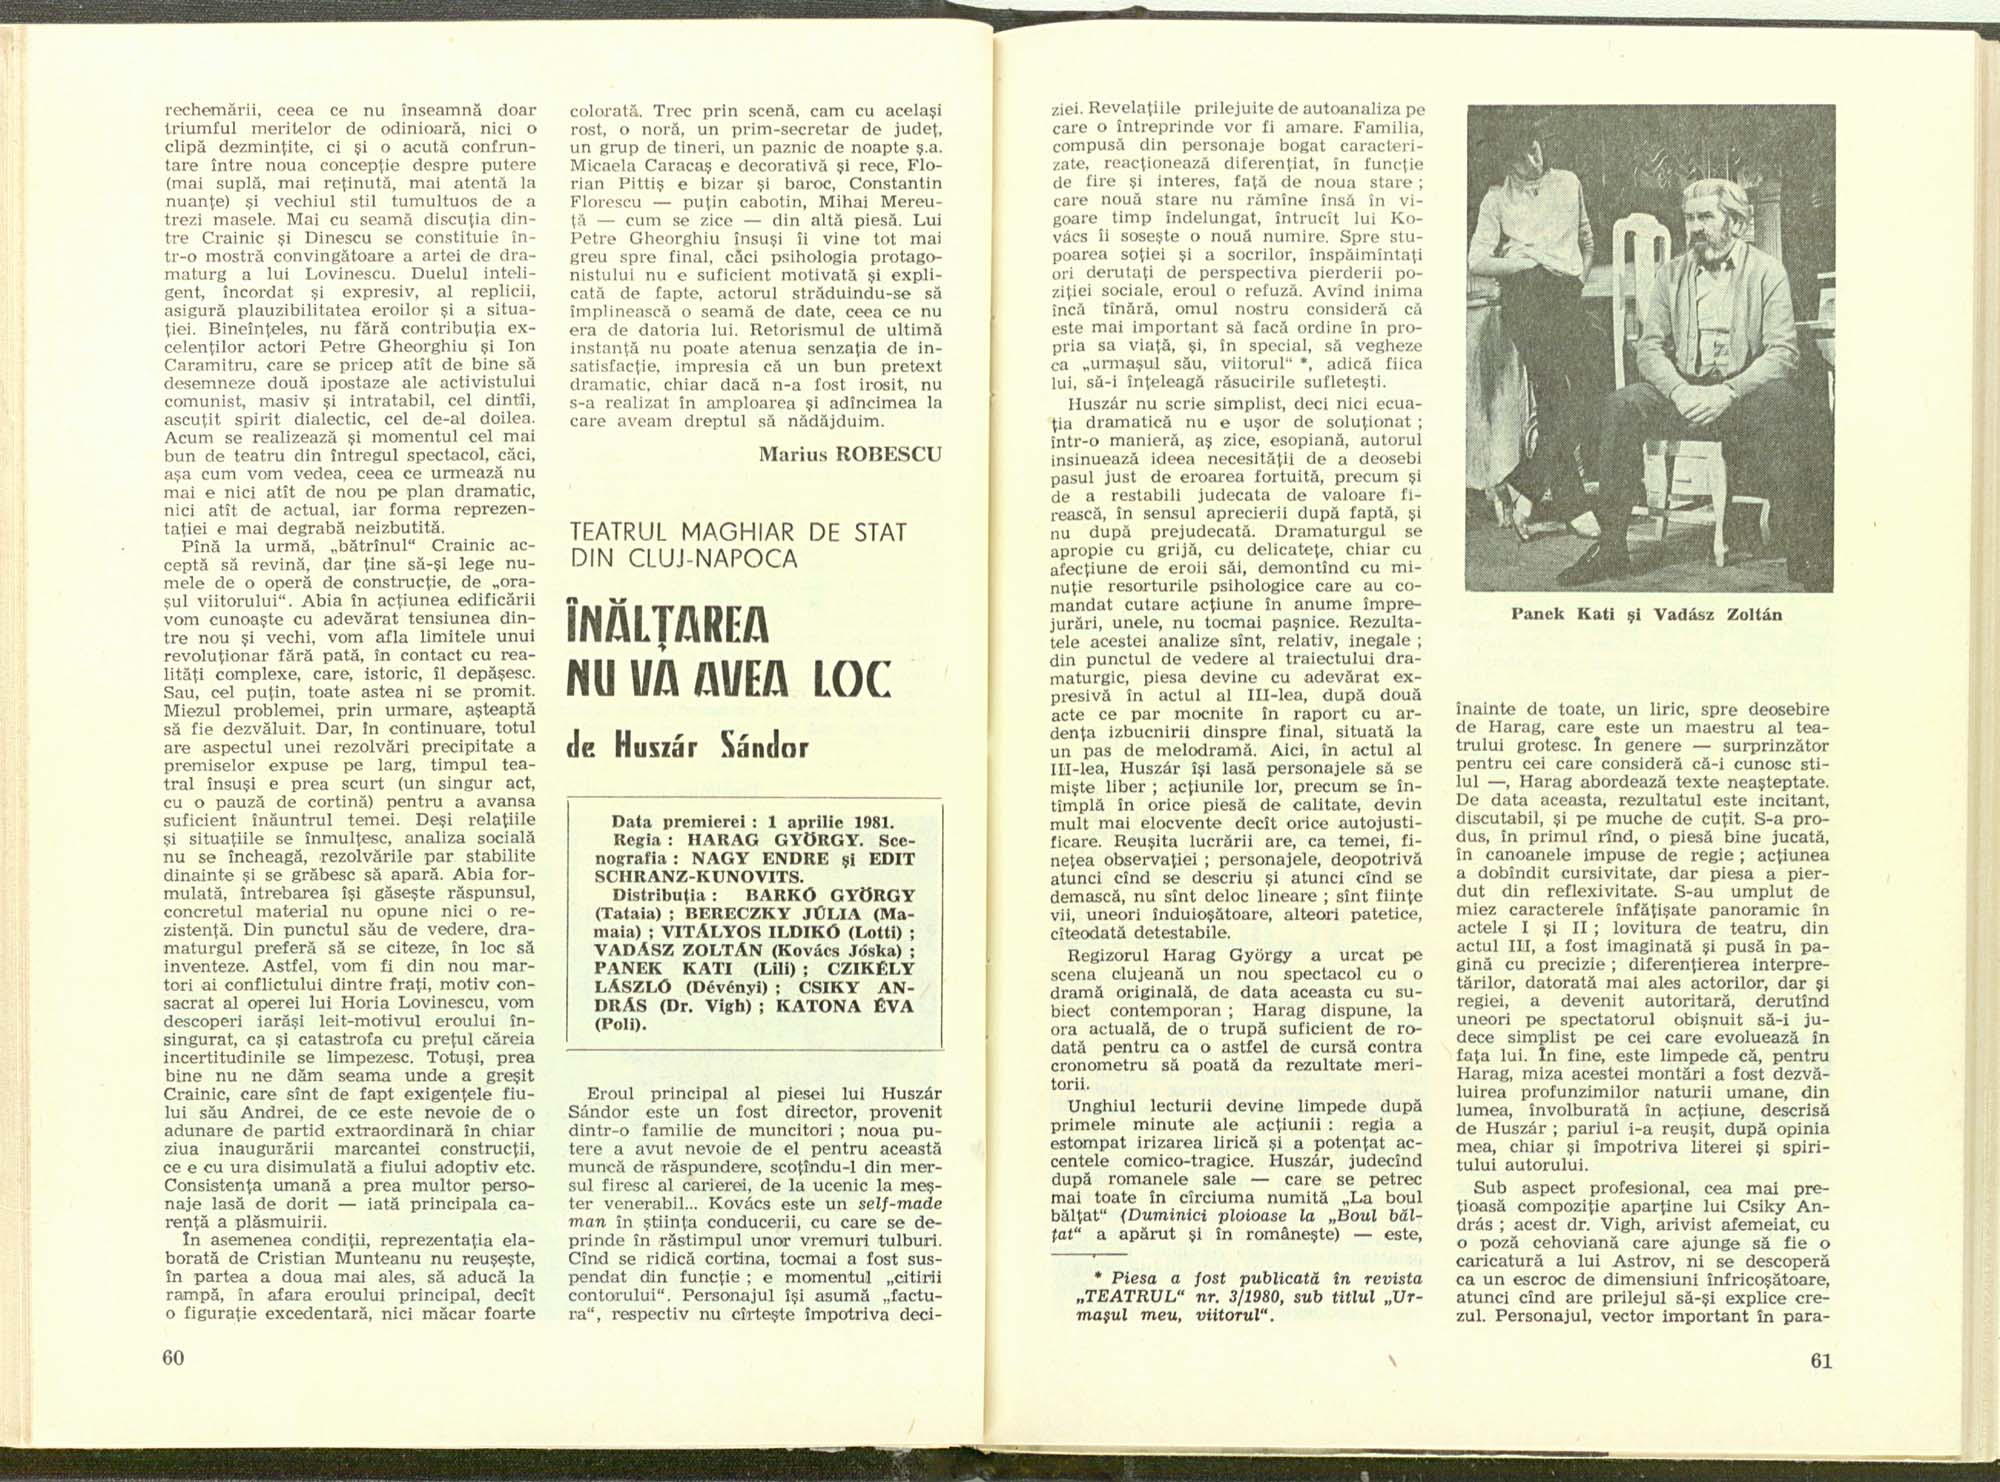 rechemării, ceea ce nu înseamnă doar
triumful meritelor de odinioară, nici o
clipă dezmințite, ci și o acută confrun-
tare între noua concepție despre putere
(mai suplă, mai reținută, mai atentă la
nuanțe) și vechiul stil tumultuos de a
trezi masele. Mai cu seamă discuția din-
tre Crainic și Dinescu se constituie în-
tr-o mostră convingătoare a artei de dra-
maturg a lui Lovinescu. Duelul inteli-
gent, încordat și expresiv, al replicii,
asigură plauzibilitatea eroilor și a situa-
ției. Bineînțeles, nu fără contribuția ex-
celenților actori Petre Gheorghiu și Ion
Caramitru, care se pricep atît de bine să
desemneze două ipostaze ale activistului
comunist, masiv și intratabil, cel dintîi,
ascuțit spirit dialectic, cel de-al doilea.
Acum se realizează și momentul cel mai
bun de teatru din întregul spectacol, căci,
așa cum vom vedea, ceea ce urmează nu
mai e nici atît de nou pe plan dramatic,
nici atît de actual, iar forma reprezen-
tației e mai degrabă neizbutită.
Pînă la urmă, „bătrînul“ Crainic ac-
ceptă să revină, dar ține să-și lege nu-
mele de o operă de construcție, de „ora-
șul viitorului“. Abia în acțiunea edificării
vom cunoaște cu adevărat tensiunea din-
tre nou și vechi, vom afla limitele unui
revoluționar fără pată, în contact cu rea-
lități complexe, care, istoric, îl depășesc.
Sau, cel puțin, toate astea ni se promit.
Miezul problemei, prin urmare, așteaptă
să fie dezvăluit. Dar, în continuare, totul
are aspectul unei rezolvări precipitate a
premiselor expuse pe larg, timpul tea-
tral însuși e prea scurt (un singur act,
cu o pauză de cortină) pentru a avansa
suficient înăuntrul temei. Deși relațiile
și situațiile se înmulțesc, analiza socială
nu se încheagă, rezolvările par stabilite
dinainte și se grăbesc să apară. Abia for-
mulată, întrebarea își găsește răspunsul,
concretul material nu opune nici o re-
zistență. Din punctul său de vedere, dra-
maturgul preferă să se citeze, în loc să
inventeze. Astfel, vom fi din nou mar-
tori ai conflictului dintre frați, motiv con-
sacrat al operei lui Horia Lovinescu, vom
descoperi iarăși leit-motivul eroului în-
singurat, ca și catastrofa cu prețul căreia
incertitudinile se limpezesc. Totuși, prea
bine nu ne dăm seama unde a greșit
Crainic, care sînt de fapt exigențele fiu-
lui său Andrei, de ce este nevoie de o
adunare de partid extraordinară în chiar
ziua inaugurării marcantei construcții,
ce e cu ura disimulată a fiului adoptiv etc.
Consistența umană a prea multor perso-
naje lasă de dorit — iată principala ca-
rență a plăsmuirii.
În asemenea condiții, reprezentația ela-
borată de Cristian Munteanu nu reușește,
în partea a doua mai ales, să aducă la
rampă, în afara eroului principal, decît
o figurație excedentară, nici măcar foarte
60
colorată. Trec prin scenă, cam cu același
rost, o noră, un prim-secretar de județ,
un grup de tineri, un paznic de noapte ș.a.
Micaela Caracaș e decorativă și rece, Flo-
rian Pittiș e bizar și baroc, Constantin
Florescu — puțin cabotin, Mihai Mereu-
ță — cum se zice — din altă piesă. Lui
Petre Gheorghiu însuși îi vine tot mai
greu spre final, căci psihologia protago-
nistului nu e suficient motivată și expli-
cată de fapte, actorul străduindu-se să
împlinească o seamă de date, ceea ce nu
era de datoria lui. Retorismul de ultimă
instanță nu poate atenua senzația de in-
satisfacție, impresia că un bun pretext
dramatic, chiar dacă n-a fost irosit, nu
s-a realizat în amploarea și adîncimea la
care aveam dreptul să nădăjduim.
Marius ROBESCU
TEATRUL MAGHIAR DE STAT
DIN CLUJ-NAPOCA
ÎNĂLȚAREA
NU VA AVEA LOC
de Huszár Sándor
Data premierei : 1 aprilie 1981.
Regia : HARAG GYÖRGY. Sce-
nografia : NAGY ENDRE și EDIT
SCHRANZ-KUNOVITS.
Distribuția : BARKÓ GYÖRGY
(Tataia) ; BERECZKY JÚLIA (Ma-
maia) ; VITÁLYOS ILDIKÓ (Lotti) ;
VADÁSZ ZOLTÁN (Kovács Jóska) ;
PANEK KATI (Lili) ; CZIKÉLY
LÁSZLÓ (Dévényi) ; CSIKY AN-
DRÁS (Dr. Vigh) ; KATONA ÉVA
(Poli).
Eroul principal al piesei lui Huszár
Sándor este un fost director, provenit
dintr-o familie de muncitori ; noua pu-
tere a avut nevoie de el pentru această
muncă de răspundere, scoțîndu-l din mer-
sul firesc al carierei, de la ucenic la meș-
ter venerabil... Kovács este un self-made
man în știința conducerii, cu care se de-
prinde în răstimpul unor vremuri tulburi.
Cînd se ridică cortina, tocmai a fost sus-
pendat din funcție ; e momentul „citirii
contorului“. Personajul își asumă „factu-
ra“, respectiv nu cîrtește împotriva deci-
ziei. Revelațiile prilejuite de autoanaliza pe
care o întreprinde vor fi amare. Familia,
compusă din personaje bogat caracteri-
zate, reacționează diferențiat, în funcție
de fire și interes, față de noua stare ;
care nouă stare nu rămîne însă în vi-
goare timp îndelungat, întrucît lui Ko-
vács îi sosește o nouă numire. Spre stu-
poarea soției și a socrilor, înspăimîntați
ori derutați de perspectiva pierderii po-
ziției sociale, eroul o refuză. Avînd inima
încă tînără, omul nostru consideră că
este mai important să facă ordine în pro-
pria sa viață, și, în special, să vegheze
ca „urmașul său, viitorul“ *, adică fiica
lui, să-i înțeleagă răsucirile sufletești.
Huszár nu scrie simplist, deci nici ecua-
ția dramatică nu e ușor de soluționat ;
într-o manieră, aș zice, esopiană, autorul
insinuează ideea necesității de a deosebi
pasul just de eroarea fortuită, precum și
de a restabili judecata de valoare fi-
rească, în sensul aprecierii după faptă, și
nu după prejudecată. Dramaturgul se
apropie cu grijă, cu delicatețe, chiar cu
afecțiune de eroii săi, demontînd cu mi-
nuție resorturile psihologice care au co-
mandat cutare acțiune în anume împre-
jurări, unele, nu tocmai pașnice. Rezulta-
tele acestei analize sînt, relativ, inegale ;
din punctul de vedere al traiectului dra-
maturgic, piesa devine cu adevărat ex-
presivă în actul al III-lea, după două
acte ce par mocnite în raport cu ar-
dența izbucnirii dinspre final, situată la
un pas de melodramă. Aici, în actul al
III-lea, Huszár își lasă personajele să se
miște liber ; acțiunile lor, precum se în-
tîmplă în orice piesă de calitate, devin
mult mai elocvente decît orice autojusti-
ficare. Reușita lucrării are, ca temei, fi-
nețea observației ; personajele, deopotrivă
atunci cînd se descriu și atunci cînd se
demască, nu sînt deloc lineare ; sînt ființe
vii, uneori înduioșătoare, alteori patetice,
cîteodată detestabile.
Regizorul Harag György a urcat pe
scena clujeană un nou spectacol cu o
dramă originală, de data aceasta cu su-
biect contemporan ; Harag dispune, la
ora actuală, de o trupă suficient de ro-
dată pentru ca o astfel de cursă contra
cronometru să poată da rezultate meri-
torii.
Unghiul lecturii devine limpede după
primele minute ale acțiunii : regia a
estompat irizarea lirică și a potențat ac-
centele comico-tragice. Huszár, judecînd
după romanele sale — care se petrec
mai toate în cîrciuma numită „La boul
bălțat“ (Duminici ploioase la „Boul băl-
țat“ a apărut și în românește) — este,
* Piesa a fost publicată în revista
„TEATRUL“ nr. 3/1980, sub titlul „Ur-
mașul meu, viitorul“.
Panek Kati și Vadász Zoltán
înainte de toate, un liric, spre deosebire
de Harag, care este un maestru al tea-
trului grotesc. În genere — surprinzător
pentru cei care consideră că-i cunosc sti-
lul —, Harag abordează texte neașteptate.
De data aceasta, rezultatul este incitant,
discutabil, și pe muche de cuțit. S-a pro-
dus, în primul rînd, o piesă bine jucată,
în canoanele impuse de regie ; acțiunea
a dobîndit cursivitate, dar piesa a pier-
dut din reflexivitate. S-au umplut de
miez caracterele înfățișate panoramic în
actele I și II ; lovitura de teatru, din
actul III, a fost imaginată și pusă în pa-
gină cu precizie ; diferențierea interpre-
tărilor, datorată mai ales actorilor, dar și
regiei, a devenit autoritară, derutînd
uneori pe spectatorul obișnuit să-i ju-
dece simplist pe cei care evoluează în
fața lui. În fine, este limpede că, pentru
Harag, miza acestei montări a fost dezvă-
luirea profunzimilor naturii umane, din
lumea, învolburată în acțiune, descrisă
de Huszár ; pariul i-a reușit, după opinia
mea, chiar și împotriva literei și spiri-
tului autorului.
Sub aspect profesional, cea mai pre-
țioasă compoziție aparține lui Csiky An-
drás ; acest dr. Vigh, arivist afemeiat, cu
o poză cehoviană care ajunge să fie o
caricatură a lui Astrov, ni se descoperă
ca un escroc de dimensiuni înfricoșătoare,
atunci cînd are prilejul să-și explice cre-
zul. Personajul, vector important în para-
61